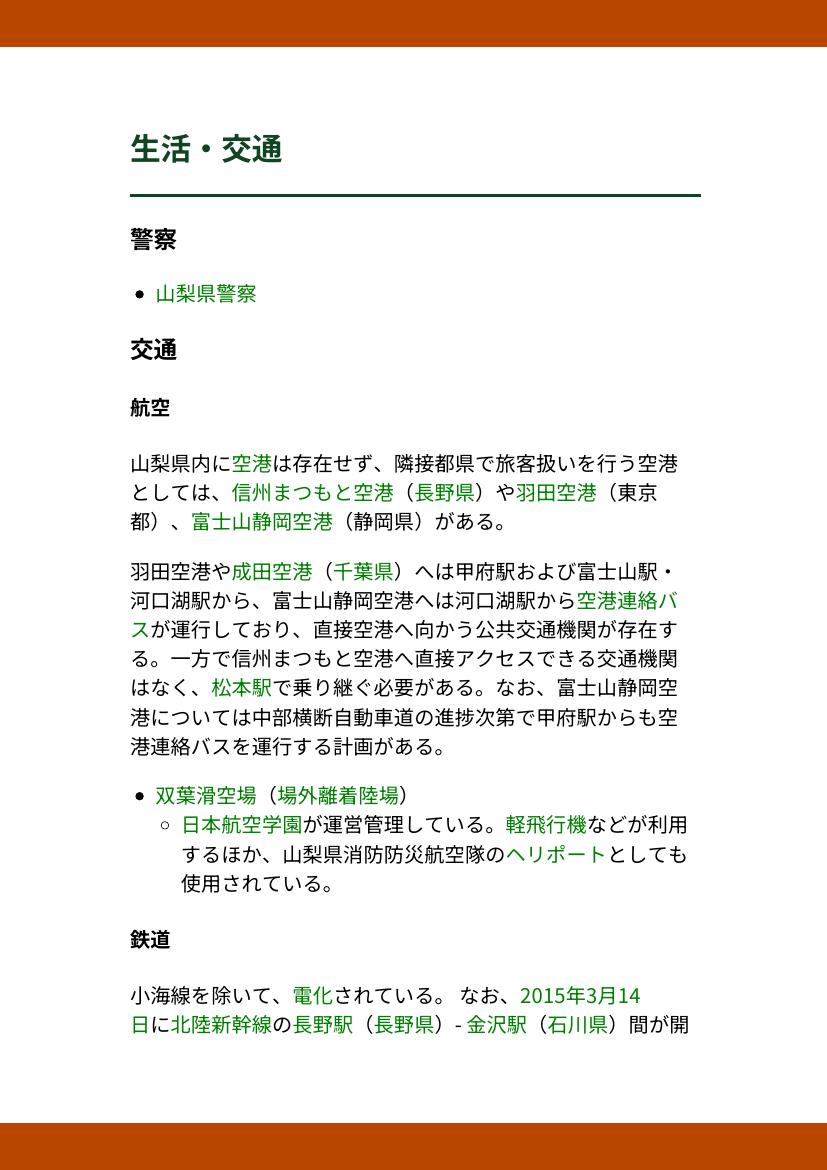 生活・交通
警察
山梨県警察
交通
航空
山梨県内に空港は存在せず、隣接都県で旅客扱いを行う空港
としては、信州まつもと空港（長野県）や羽田空港（東京
都）、富士山静岡空港（静岡県）がある。
羽田空港や成田空港（千葉県）へは甲府駅および富士山駅・
河口湖駅から、富士山静岡空港へは河口湖駅から空港連絡バ
スが運行しており、直接空港へ向かう公共交通機関が存在す
る。一方で信州まつもと空港へ直接アクセスできる交通機関
はなく、松本駅で乗り継ぐ必要がある。なお、富士山静岡空
港については中部横断自動車道の進捗次第で甲府駅からも空
港連絡バスを運行する計画がある。
双葉滑空場（場外離着陸場）
日本航空学園が運営管理している。軽飛行機などが利用
するほか、山梨県消防防災航空隊のヘリポートとしても
使用されている。
鉄道
小海線を除いて、電化されている。 なお、2015年3月14
日に北陸新幹線の長野駅（長野県）- 金沢駅（石川県）間が開